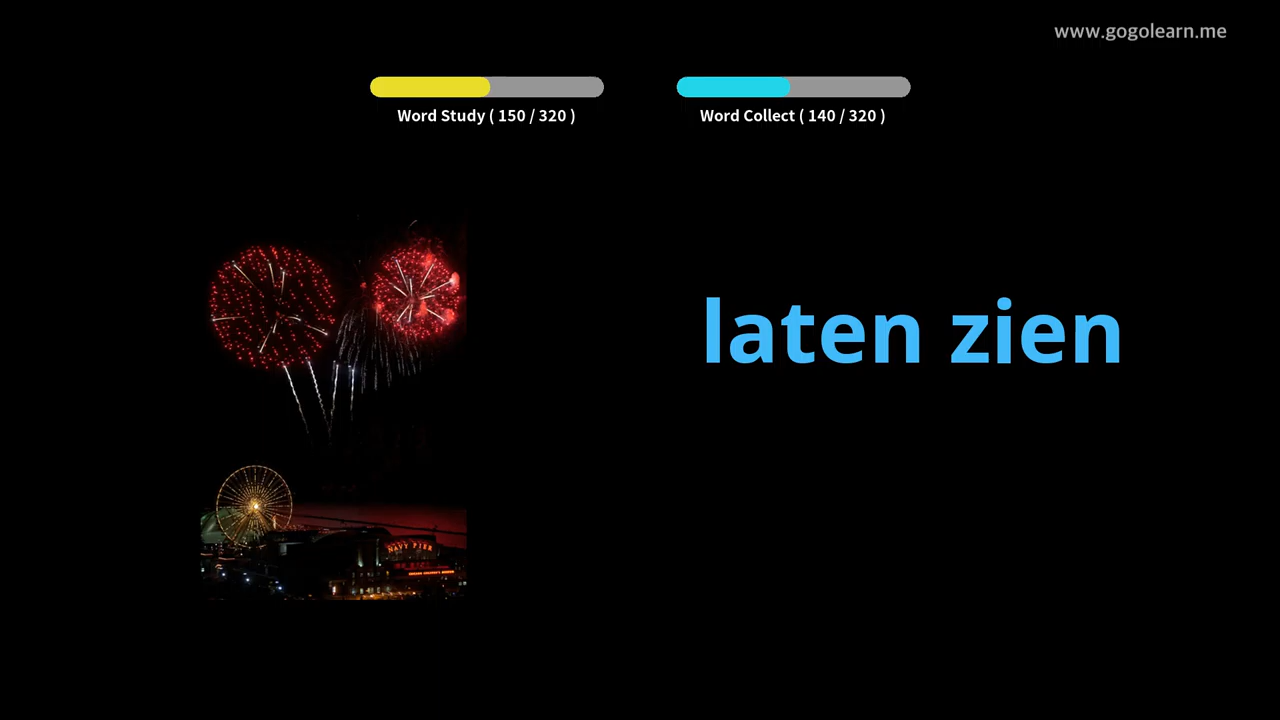 www.gogolearn.me
Word Study ( 150 / 320 )
Word Collect ( 140 / 320 )
laten zien
NAVY PIER